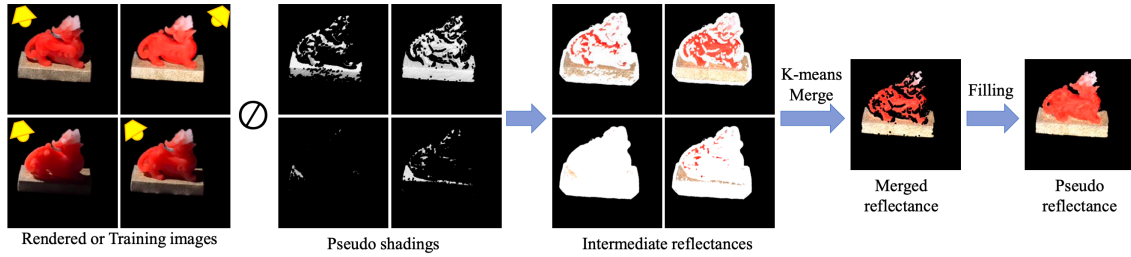 K-means
Merge
Filling
Rendered or Training images
Pseudo shadings
Intermediate reflectances
Merged
reflectance
Pseudo
reflectance